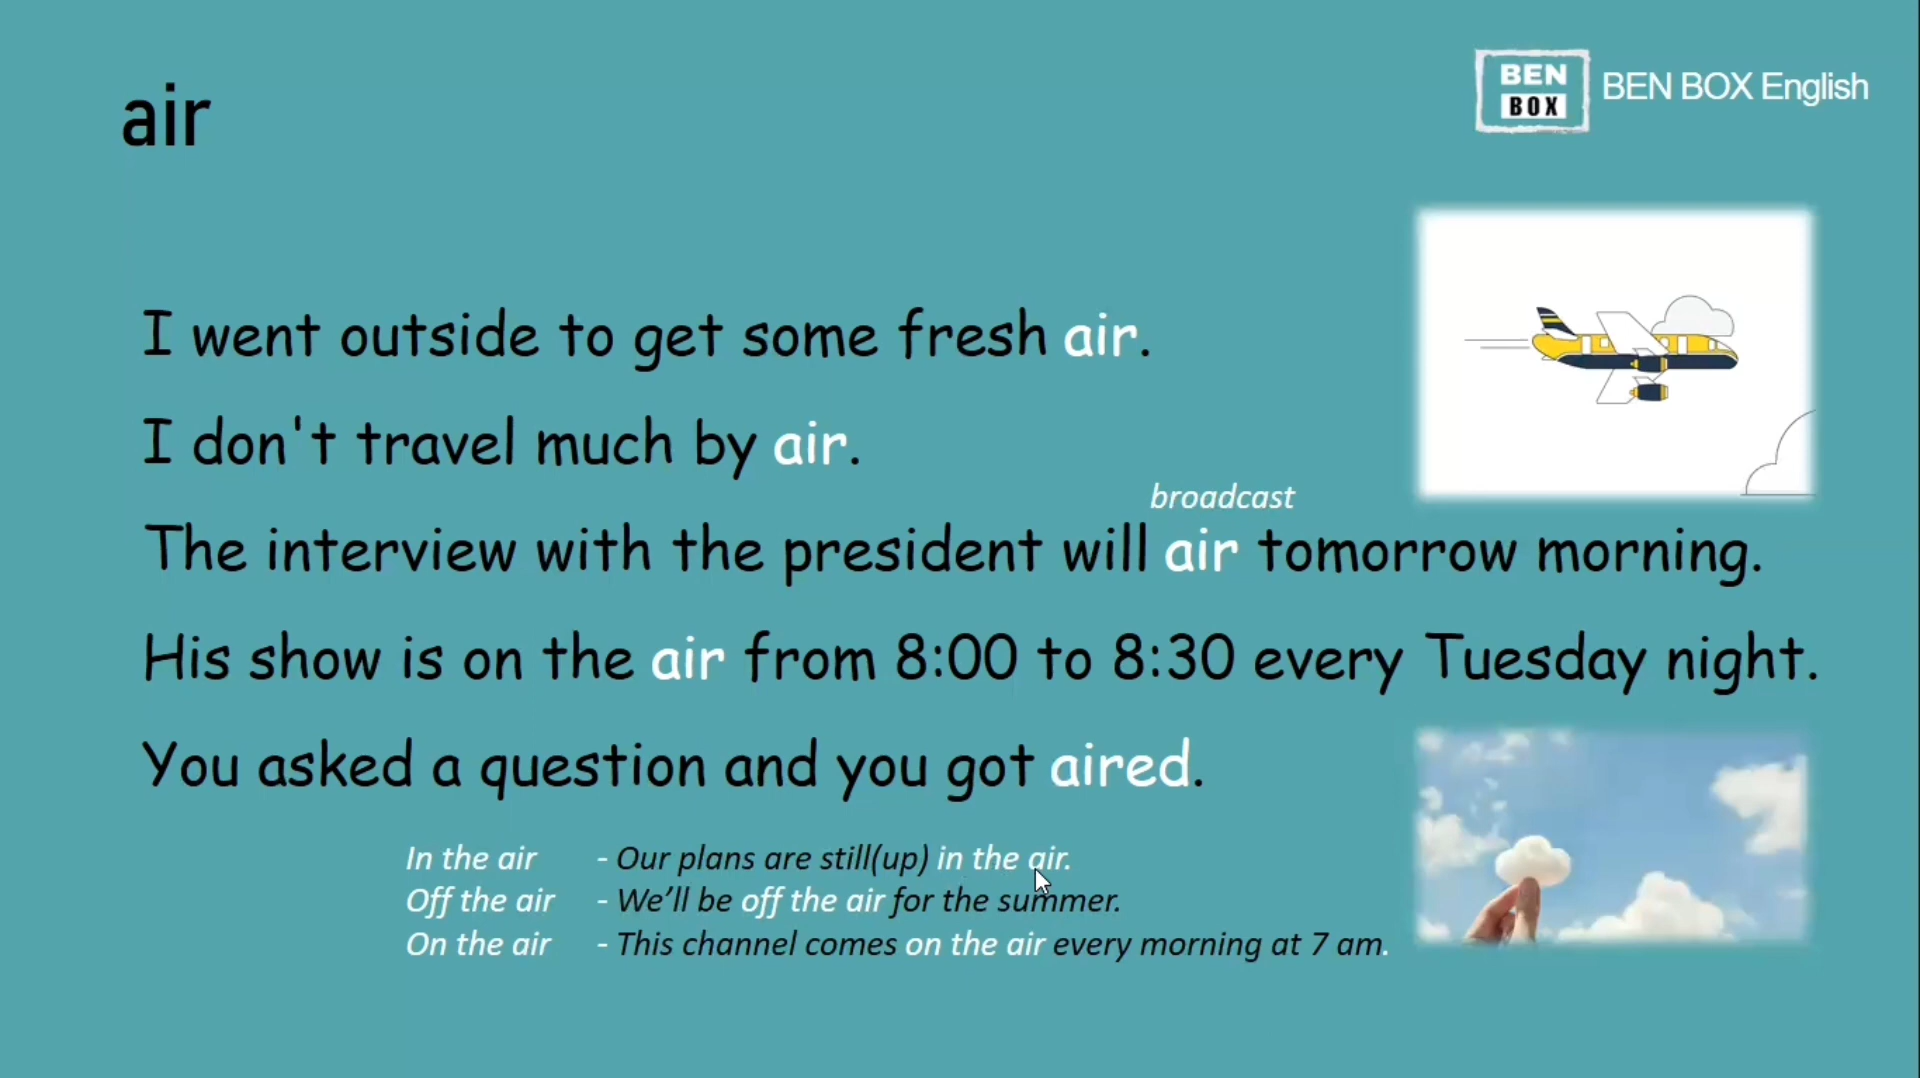 air
BEN
BOX
BEN BOX English
I went outside to get some fresh air.
I don't travel much by air.
broadcast
The interview with the president will air tomorrow morning.
His show is on the air from 8:00 to 8:30 every Tuesday night.
You asked a question and you got aired.
In the air - Our plans are still(up) in the air.
Off the air - We’ll be off the air for the summer.
On the air - This channel comes on the air every morning at 7 am.